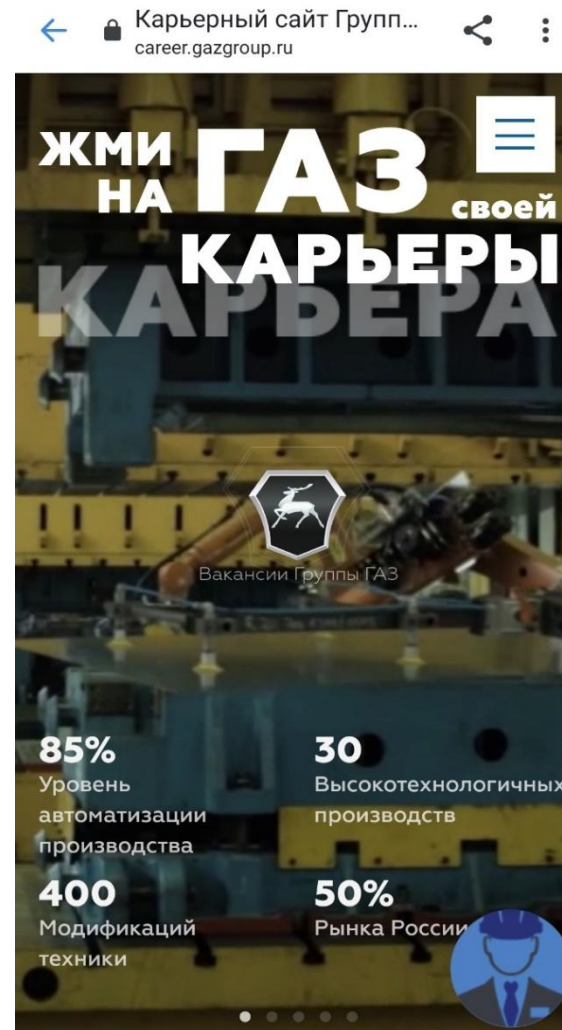 Карьерный сайт Групп...
career.gazgroup.ru
ЖМИ
НА
ГАЗ
своей
КАРЬЕРЫ
КАРЬЕРА
Вакансии Группы ГАЗ
85%
Уровень
автоматизации
производства
30
Высокотехнологичных
производств
400
Модификаций
техники
50%
Рынка России